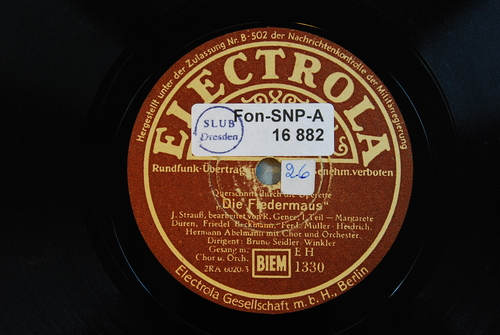 Hergestellt unter der Zulassung Nr. B-502 der Nachrichtenkontrolle der Militärregierung
ELECTROLA
Fon-SNP-A
16 882
SLUB
Dresden
26
Rundfunk-Übertrag enehm. verboten
Querschnitt durch die Operette
„Die Fledermaus"
J. Strauß, bearbeitet von R. Genee, I. Teil — Margarete
Düren, Friedel Beckmann, Ferd. Müller-Heidrich,
Hermann Abelmann mit Chor und Orchester
Dirigent: Bruno Seidler Winkler
Gesang m.
Chor u. Orch.
2RA 6020/3
BIEM
E H
1330
Electrola Gesellschaft m. b. H., Berlin